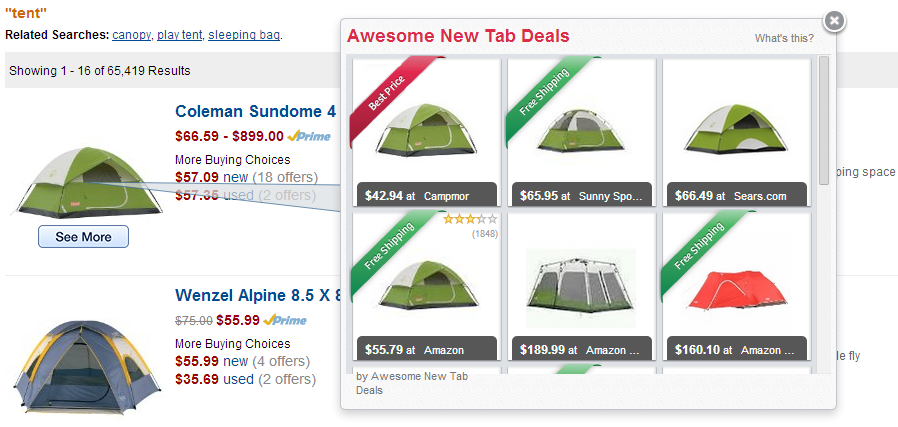 "tent"
Related Searches: canopy, play tent, sleeping bag.
Showing 1 - 16 of 65,419 Results
Coleman Sundome 4
$66.59 - $899.00 Prime
More Buying Choices
$57.09 new (18 offers)
$57.35 used (2 offers)
See More
ping space
Wenzel Alpine 8.5 X 8
$75.00 $55.99 Prime
More Buying Choices
$55.99 new (4 offers)
$35.69 used (2 offers)
le fly
Awesome New Tab Deals
What's this?
Best Price
$42.94 at Campmor
Free Shipping
$65.95 at Sunny Spo...
$66.49 at Sears.com
Free Shipping
(1848)
$55.79 at Amazon
$189.99 at Amazon ...
Free Shipping
$160.10 at Amazon ...
by Awesome New Tab
Deals